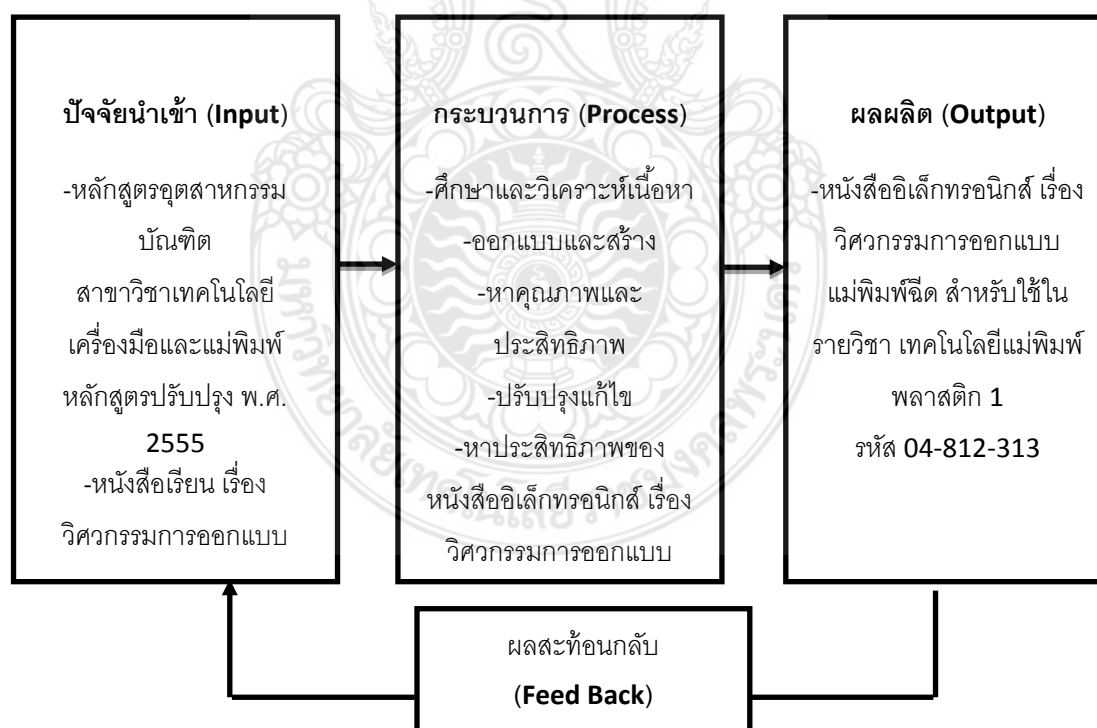 ปัจจัยนำเข้า (Input)
-หลักสูตรอุตสาหกรรม
บัณฑิต
สาขาวิชาเทคโนโลยี
เครื่องมือและแม่พิมพ์
หลักสูตรปรับปรุง พ.ศ.
2555
-หนังสือเรียน เรื่อง
วิศวกรรมการออกแบบ
กระบวนการ (Process)
-ศึกษาและวิเคราะห์เนื้อหา
-ออกแบบและสร้าง
-หาคุณภาพและ
ประสิทธิภาพ
-ปรับปรุงแก้ไข
-หาประสิทธิภาพของ
หนังสืออิเล็กทรอนิกส์ เรื่อง
วิศวกรรมการออกแบบ
ผลผลิต (Output)
-หนังสืออิเล็กทรอนิกส์ เรื่อง
วิศวกรรมการออกแบบ
แม่พิมพ์ฉีด สำหรับใช้ใน
รายวิชา เทคโนโลยีแม่พิมพ์
พลาสติก 1
รหัส 04-812-313
ผลสะท้อนกลับ
(Feed Back)